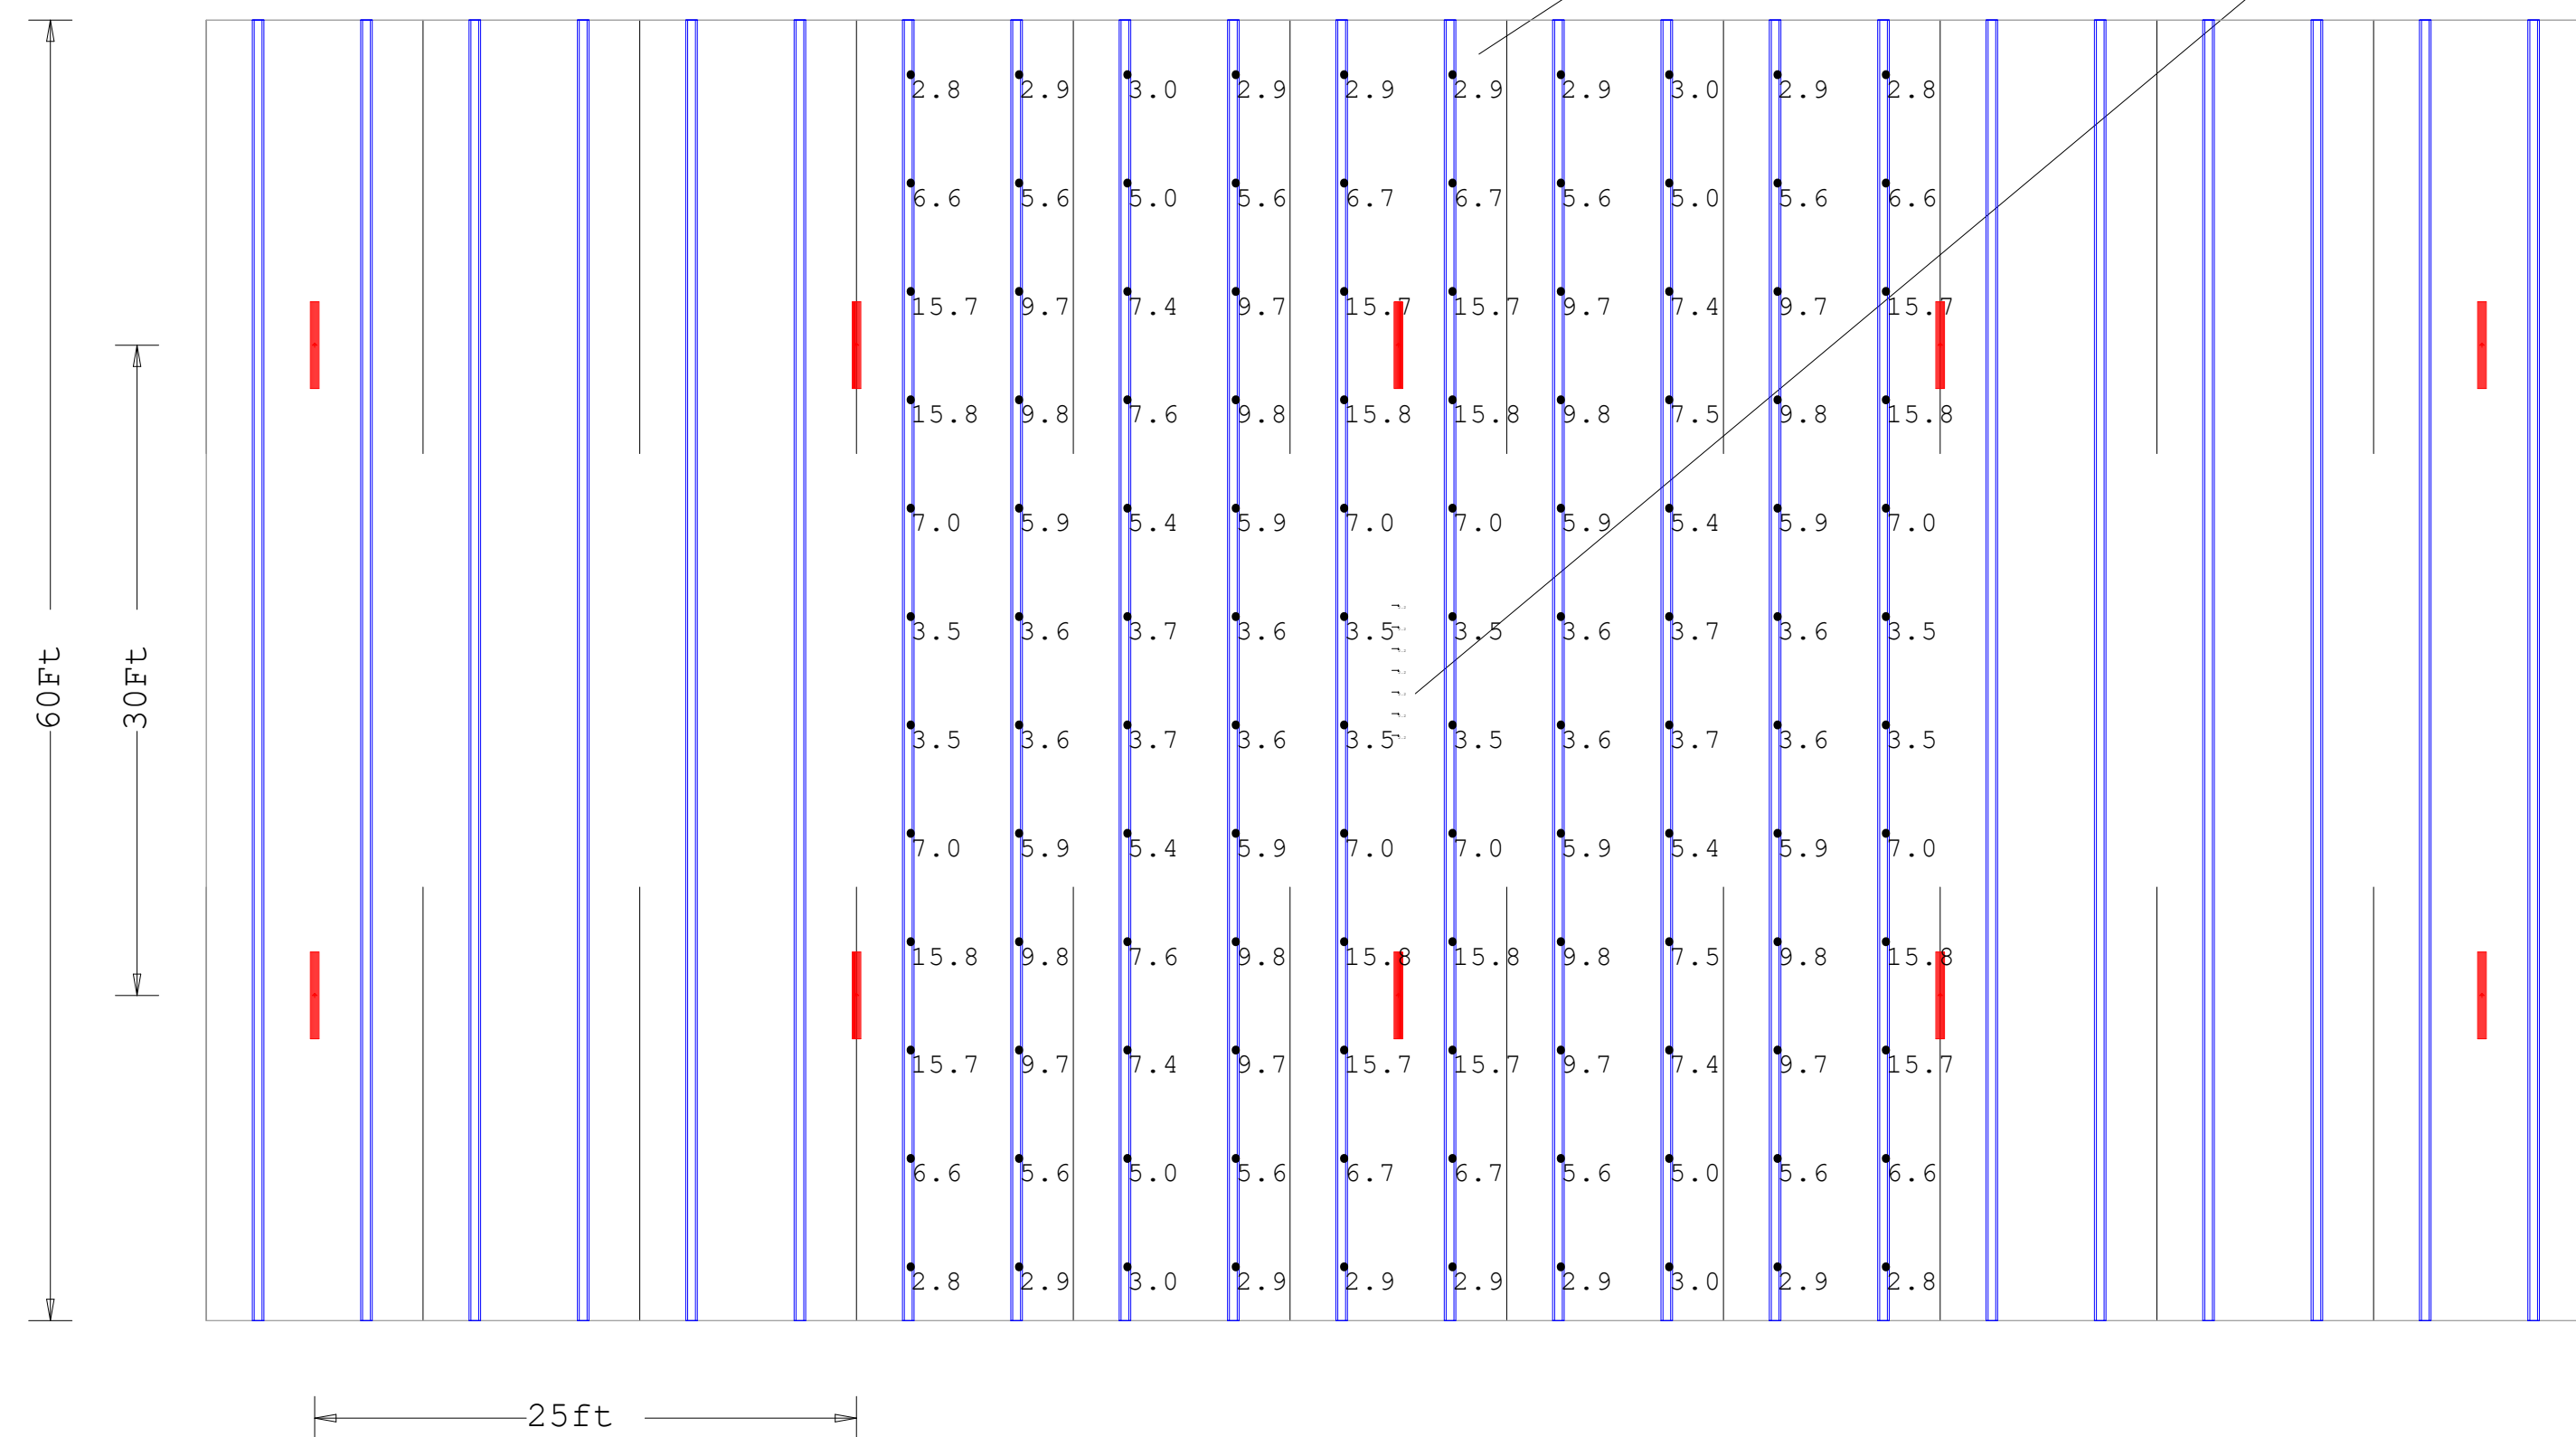 2.8 2.9 3.0 2.9 2.9 2.9 2.9 3.0 2.9 2.8
6.6 5.6 5.0 5.6 6.7 6.7 5.6 5.0 5.6 6.6
15.7 9.7 7.4 9.7 15.7 15.7 9.7 7.4 9.7 15.7
15.8 9.8 7.6 9.8 15.8 15.8 9.8 7.5 9.8 15.8
7.0 5.9 5.4 5.9 7.0 7.0 5.9 5.4 5.9 7.0
3.5 3.6 3.7 3.6 3.5 3.5 3.6 3.7 3.6 3.5
60Ft
30Ft
3.5 3.6 3.7 3.6 3.5 3.5 3.6 3.7 3.6 3.5
7.0 5.9 5.4 5.9 7.0 7.0 5.9 5.4 5.9 7.0
15.8 9.8 7.6 9.8 15.8 15.8 9.8 7.5 9.8 15.8
15.7 9.7 7.4 9.7 15.7 15.7 9.7 7.4 9.7 15.7
6.6 5.6 5.0 5.6 6.7 6.7 5.6 5.0 5.6 6.6
2.8 2.9 3.0 2.9 2.9 2.9 2.9 3.0 2.9 2.8
25ft